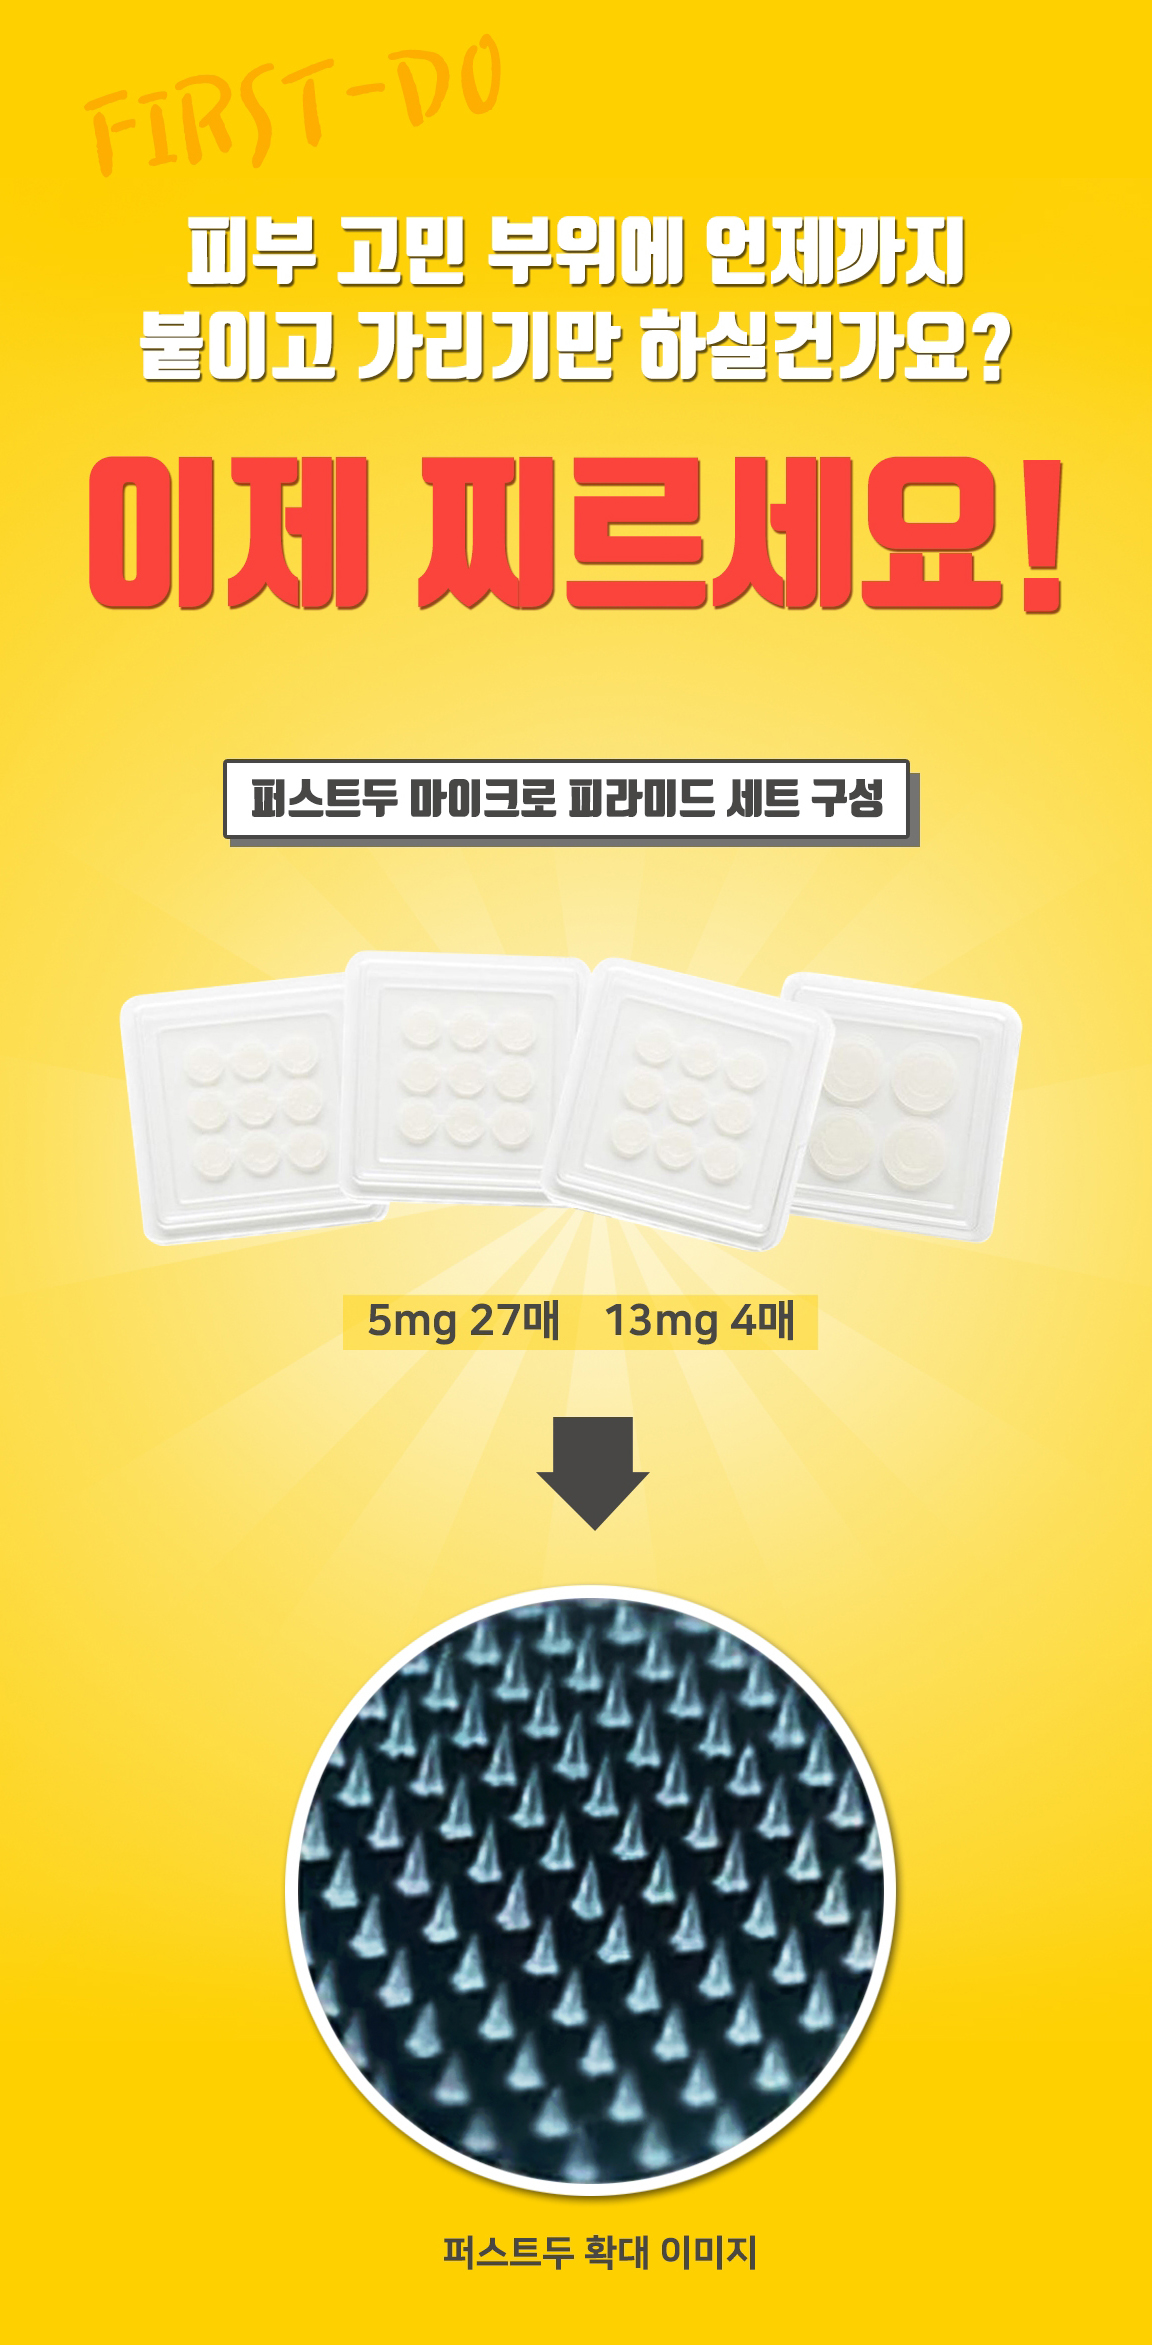 FIRST-DO
피부 고민 부위에 언제까지
붙이고 가리기만 하실건가요?
이제 찌르세요!
퍼스트두 마이크로 피라미드 세트 구성
5mg 27매 13mg 4매
퍼스트두 확대 이미지